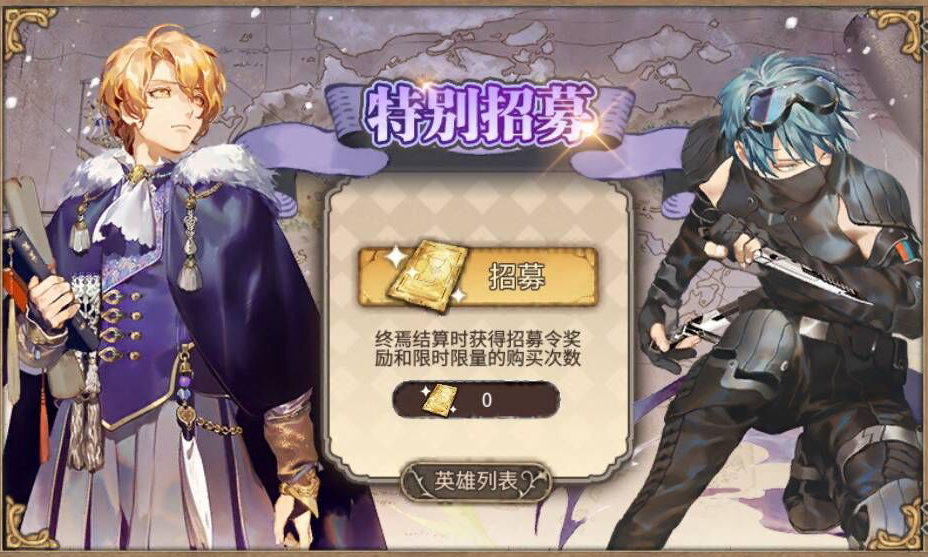 特别招募
招募
终焉结算时获得招募令奖
励和限时限量的购买次数
0
英雄列表